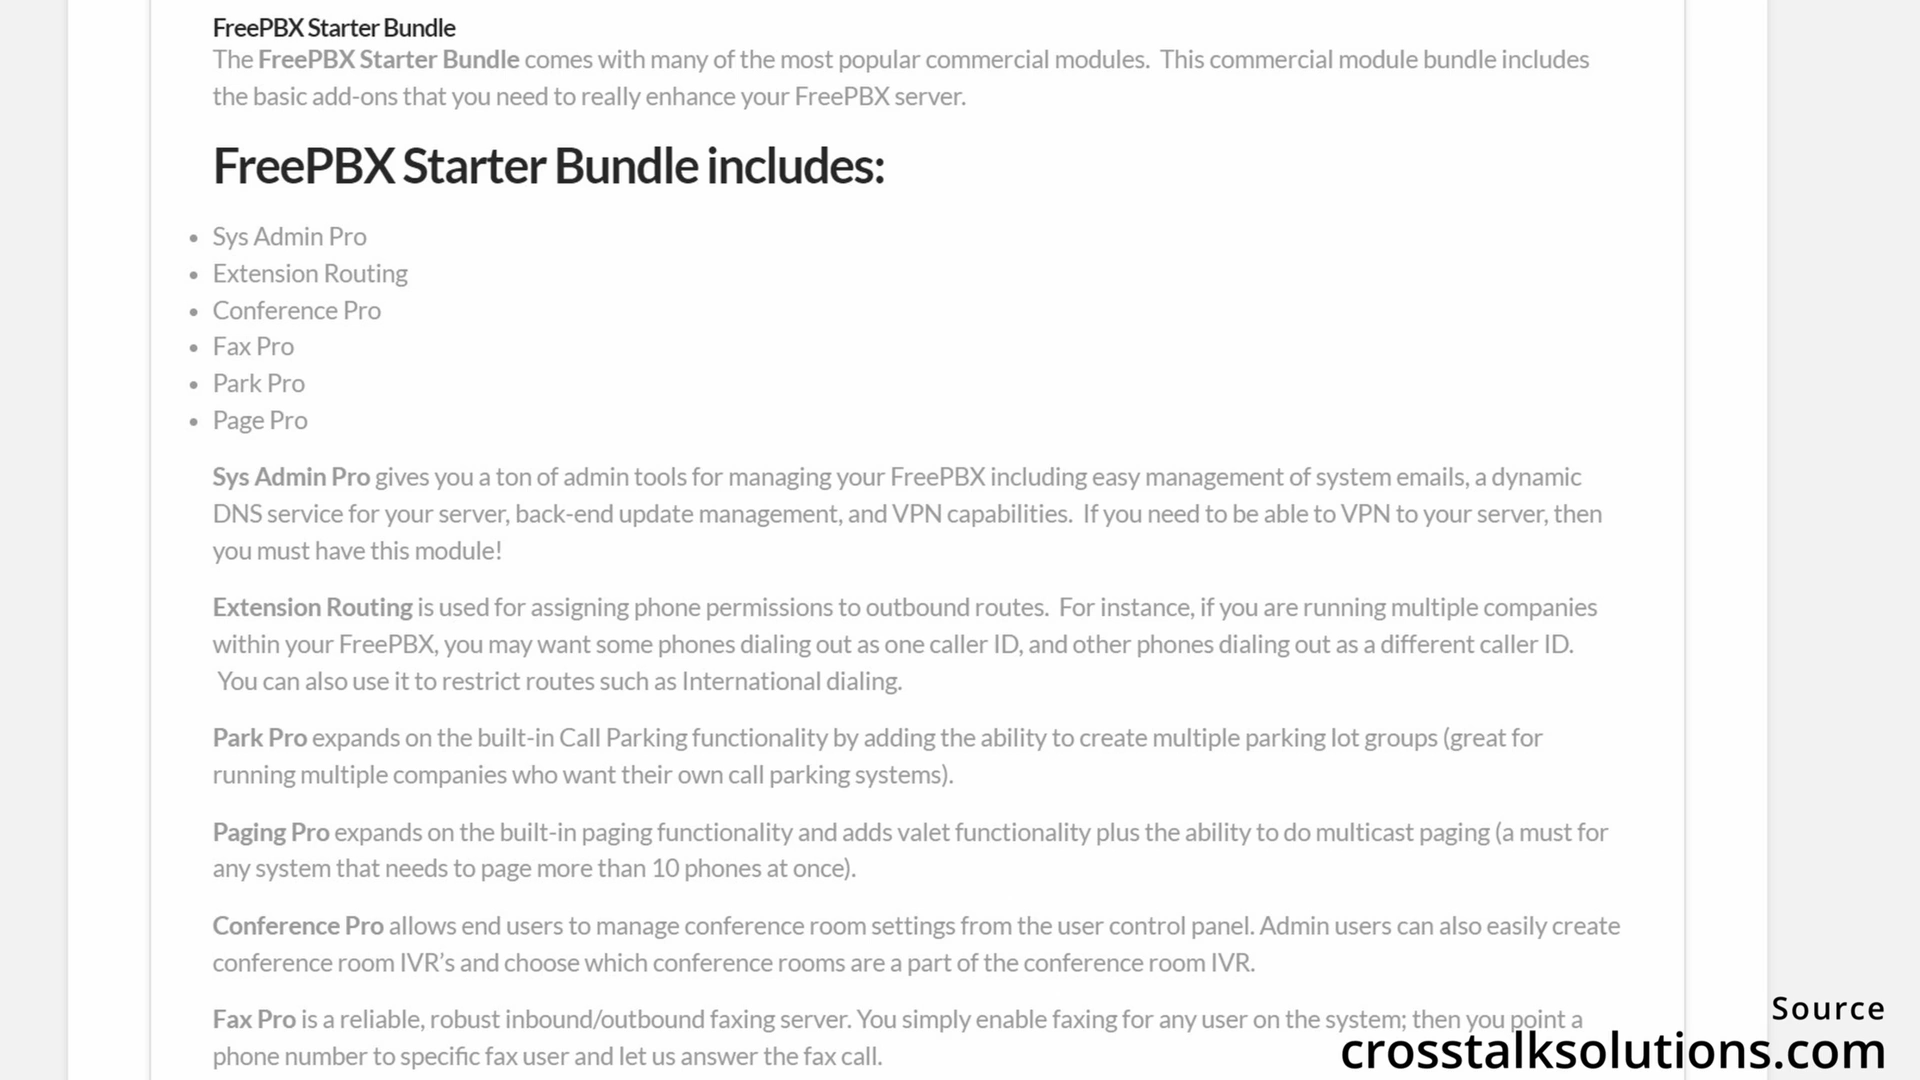 FreePBX Starter Bundle
The FreePBX Starter Bundle comes with many of the most popular commercial modules. This commercial module bundle includes
the basic add-ons that you need to really enhance your FreePBX server.
FreePBX Starter Bundle includes:
• Sys Admin Pro
• Extension Routing
• Conference Pro
• Fax Pro
• Park Pro
• Page Pro
Sys Admin Pro gives you a ton of admin tools for managing your FreePBX including easy management of system emails, a dynamic
DNS service for your server, back-end update management, and VPN capabilities. If you need to be able to VPN to your server, then
you must have this module!
Extension Routing is used for assigning phone permissions to outbound routes. For instance, if you are running multiple companies
within your FreePBX, you may want some phones dialing out as one caller ID, and other phones dialing out as a different caller ID.
You can also use it to restrict routes such as International dialing.
Park Pro expands on the built-in Call Parking functionality by adding the ability to create multiple parking lot groups (great for
running multiple companies who want their own call parking systems).
Paging Pro expands on the built-in paging functionality and adds valet functionality plus the ability to do multicast paging (a must for
any system that needs to page more than 10 phones at once).
Conference Pro allows end users to manage conference room settings from the user control panel. Admin users can also easily create
conference room IVR’s and choose which conference rooms are a part of the conference room IVR.
Fax Pro is a reliable, robust inbound/outbound faxing server. You simply enable faxing for any user on the system; then you point a
phone number to specific fax user and let us answer the fax call.
Source
crosstalksolutions.com